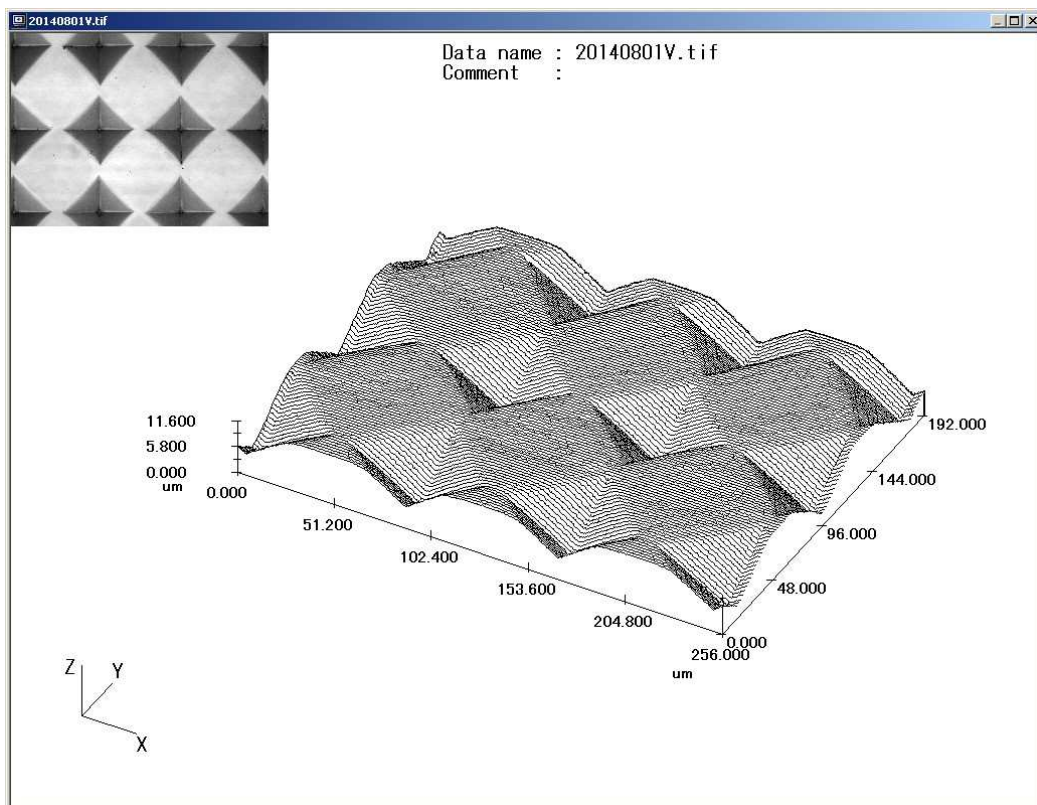 20140801V.tif
Data name : 20140801V.tif
Comment :
11.600
5.800
0.000
um
0.000
51.200
102.400
153.600
204.800
256.000
um
0.000
48.000
96.000
144.000
192.000
Z
Y
X